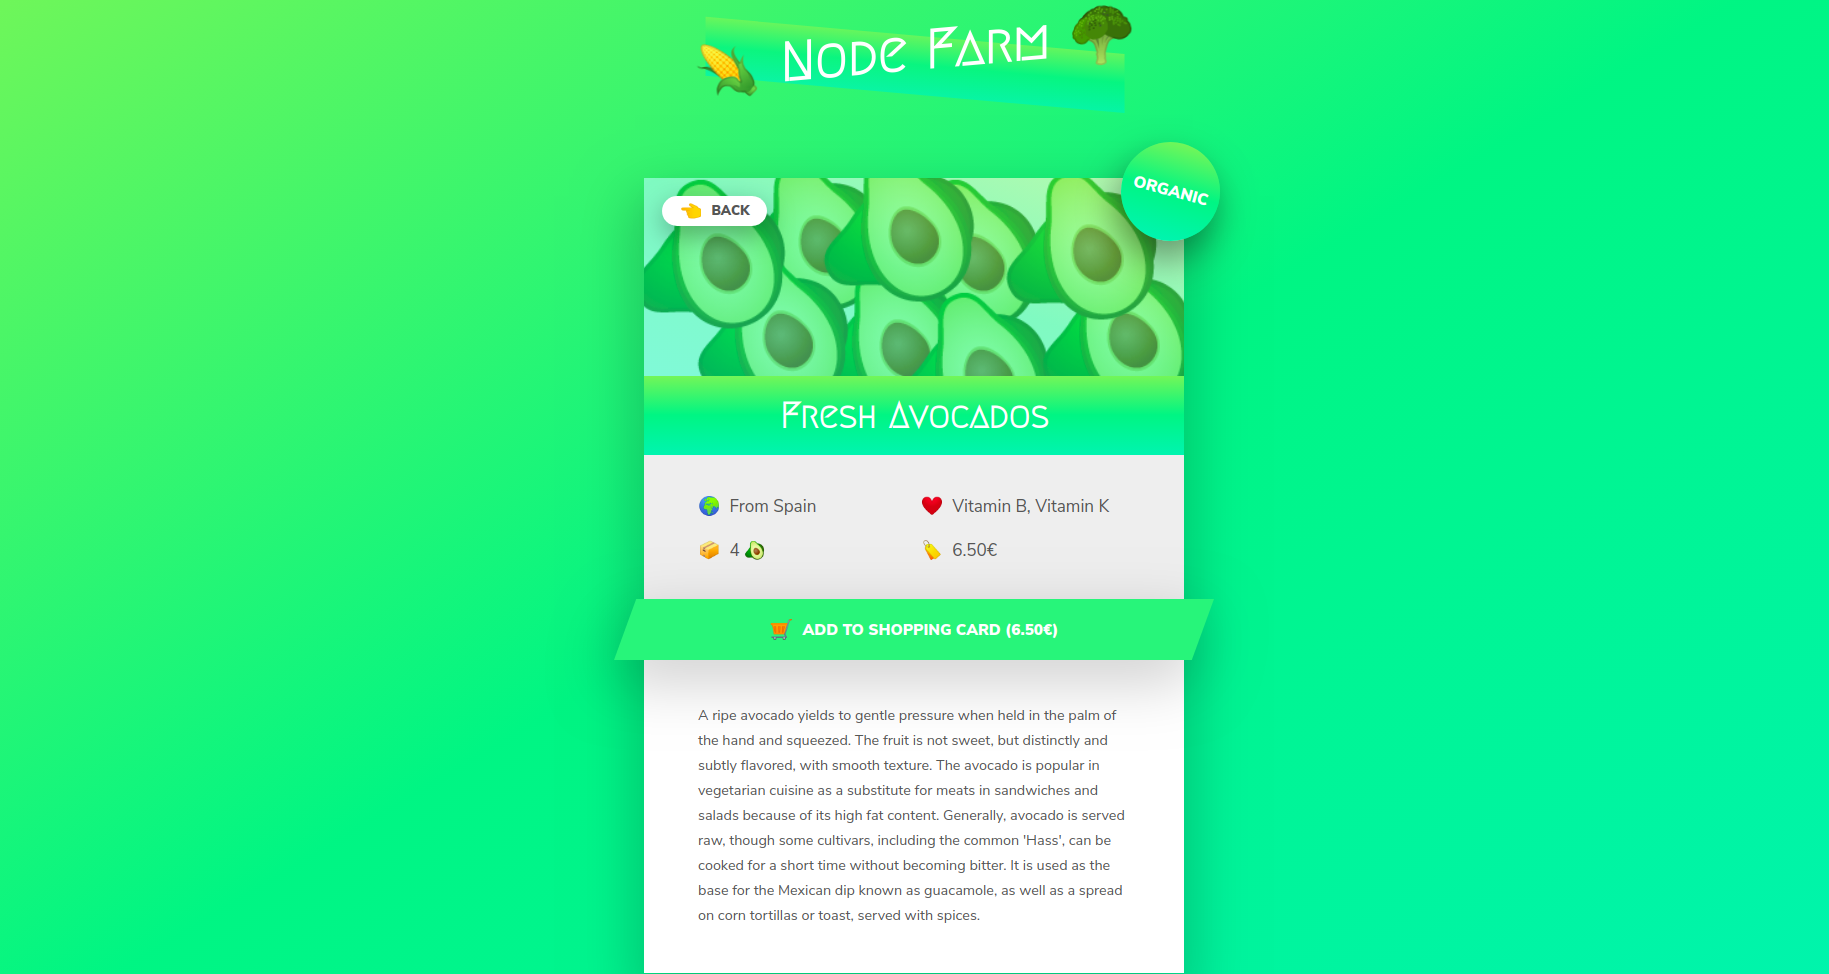 Node Farm
ORGANIC
BACK
Fresh Avocados
From Spain
Vitamin B, Vitamin K
4
6.50€
ADD TO SHOPPING CARD (6.50€)
A ripe avocado yields to gentle pressure when held in the palm of
the hand and squeezed. The fruit is not sweet, but distinctly and
subtly flavored, with smooth texture. The avocado is popular in
vegetarian cuisine as a substitute for meats in sandwiches and
salads because of its high fat content. Generally, avocado is served
raw, though some cultivars, including the common 'Hass', can be
cooked for a short time without becoming bitter. It is used as the
base for the Mexican dip known as guacamole, as well as a spread
on corn tortillas or toast, served with spices.